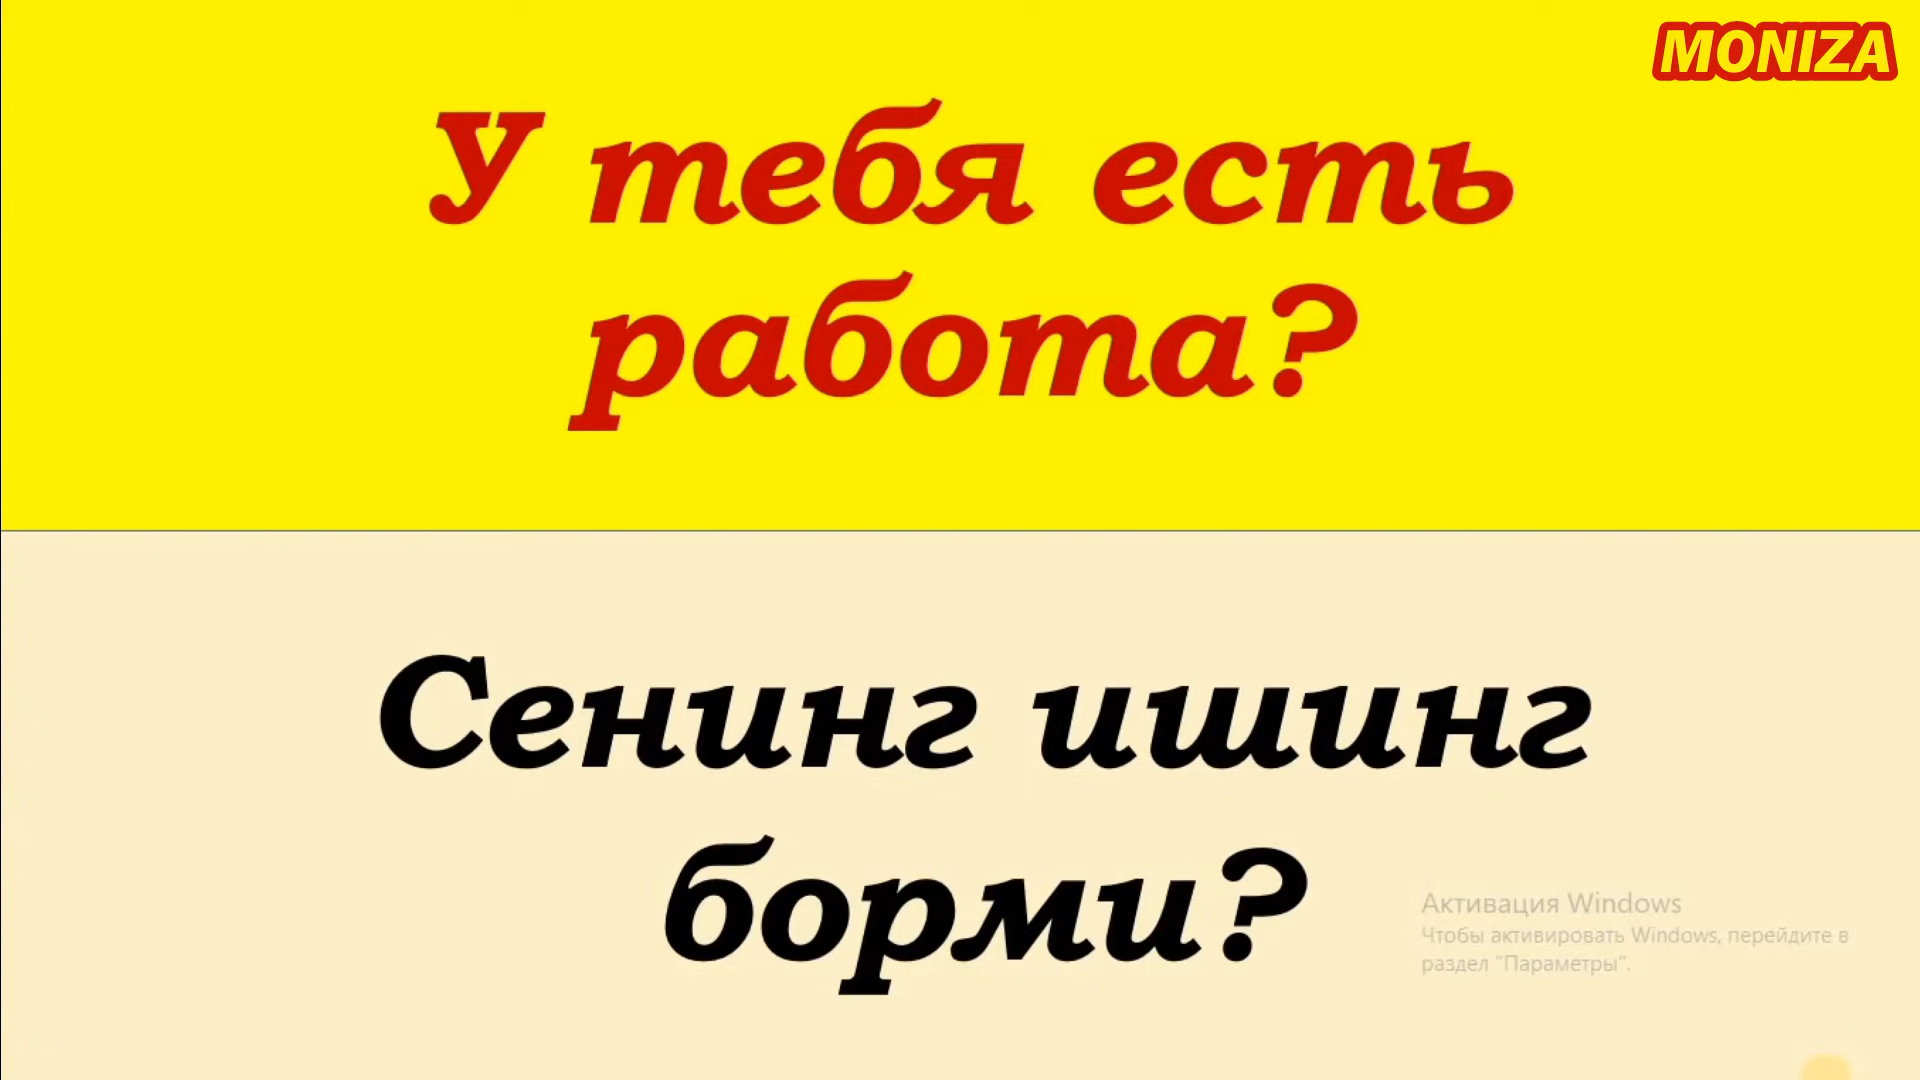 MONIZA
У тебя есть
работа?
Сенинг ишинг
борми?
Активация Windows
Чтобы активировать Windows, перейдите в
раздел "Параметры".